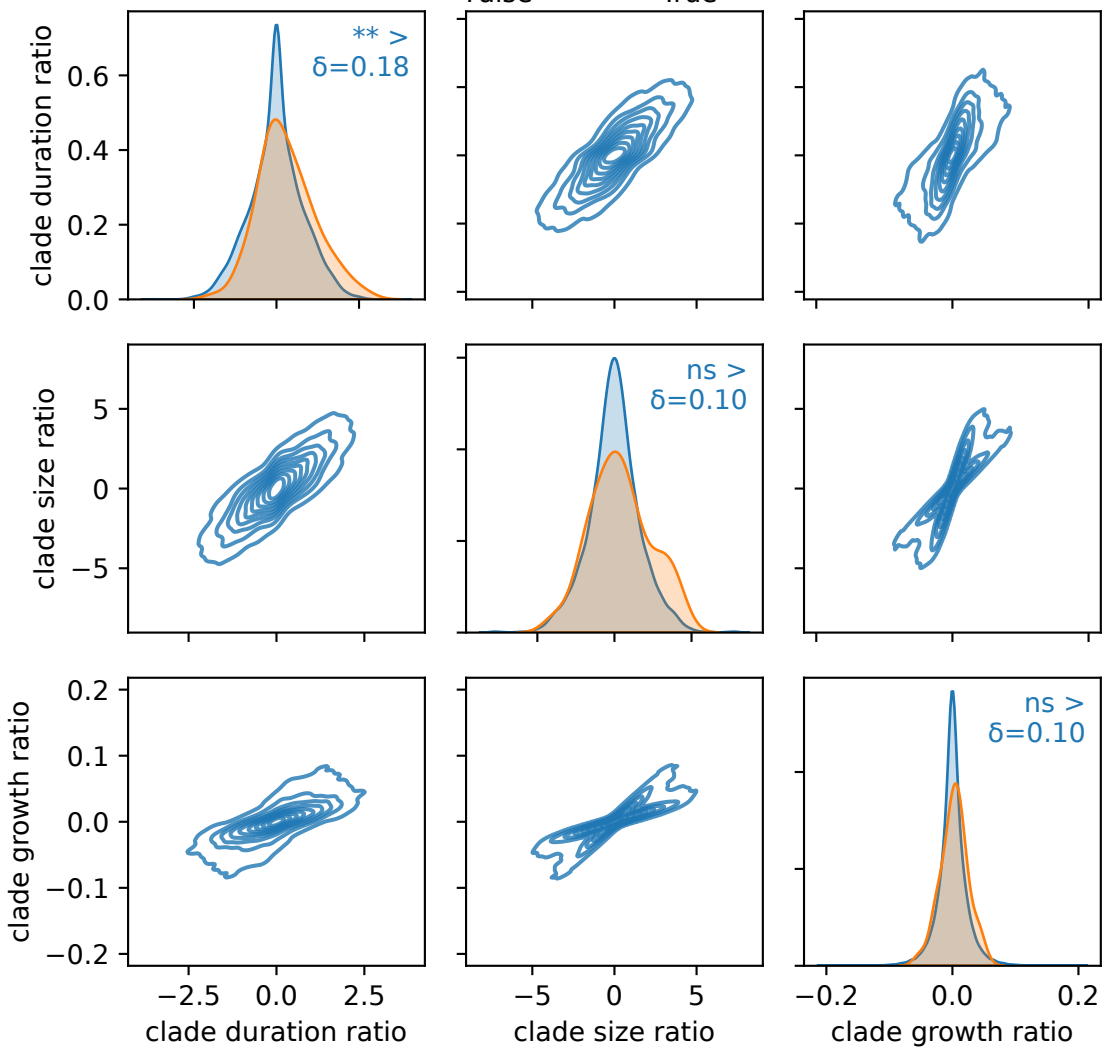 False True
clade duration ratio
0.6
0.4
0.2
0.0
** >
δ=0.18
clade size ratio
5
0
−5
ns >
δ=0.10
clade growth ratio
0.2
0.1
0.0
−0.1
−0.2
ns >
δ=0.10
−2.5 0.0 2.5
−5 0 5
−0.2 0.0 0.2
clade duration ratio
clade size ratio
clade growth ratio